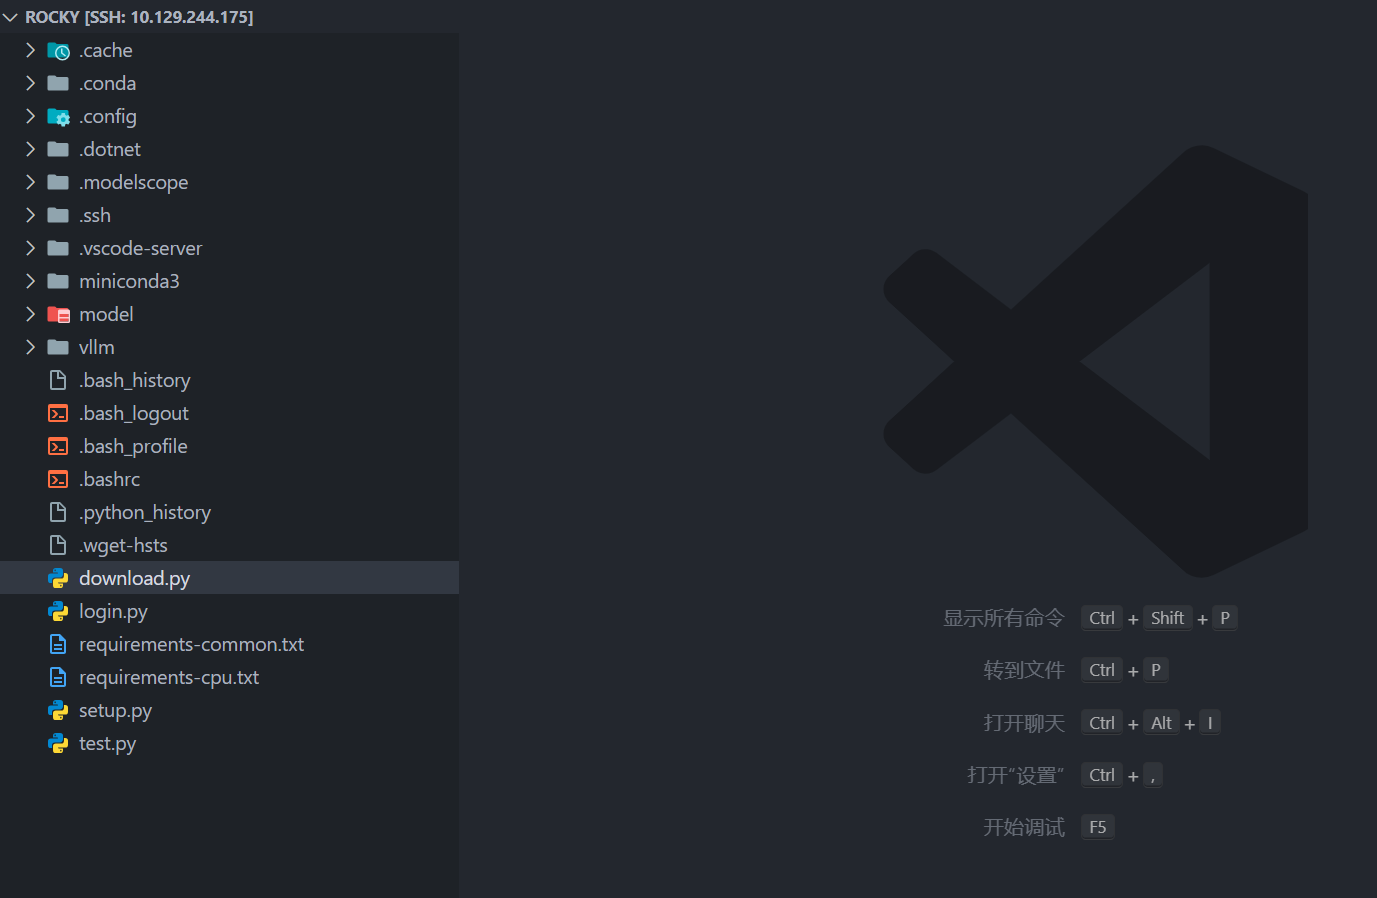 ROCKY [SSH: 10.129.244.175]
.cache
.conda
.config
.dotnet
.modelscope
.ssh
.vscode-server
miniconda3
model
vllm
.bash_history
.bash_logout
.bash_profile
.bashrc
.python_history
.wget-hsts
download.py
login.py
requirements-common.txt
requirements-cpu.txt
setup.py
test.py
显示所有命令 Ctrl + Shift + P
转到文件 Ctrl + P
打开聊天 Ctrl + Alt + I
打开“设置” Ctrl + ,
开始调试 F5